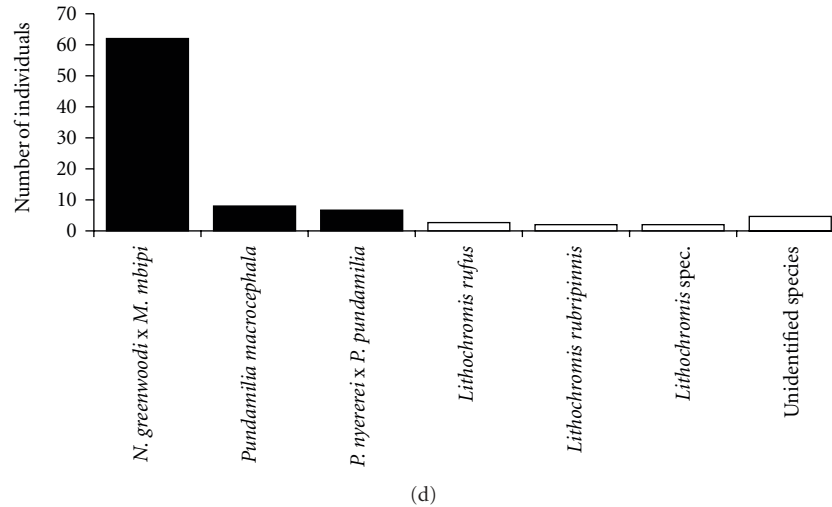 Number of individuals
70
60
50
40
30
20
10
0
N. greenwoodi x M. mbipi
Pundamilia macrocephala
P. nyererei x P. pundamilia
Lithochromis rufus
Lithochromis rubripinnis
Lithochromis spec.
Unidentified species
(d)